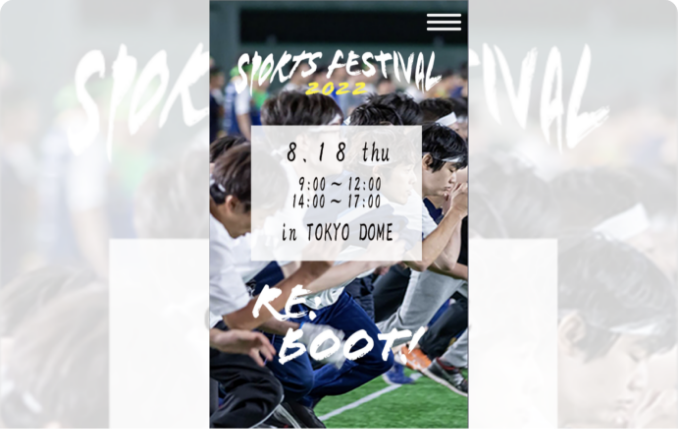 SPORTS FESTIVAL
2022
8.18 thu
9:00～12:00
14:00～17:00
in TOKYO DOME
RE:
BOOT!